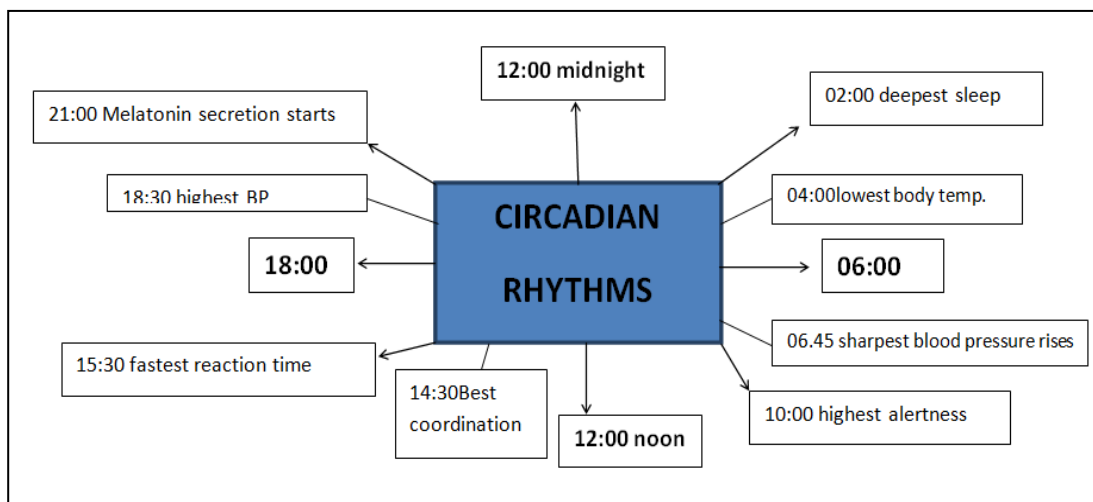 12:00 midnight
02:00 deepest sleep
21:00 Melatonin secretion starts
18:30 highest BP
04:00lowest body temp.
CIRCADIAN
RHYTHMS
18:00
06:00
06.45 sharpest blood pressure rises
15:30 fastest reaction time
14:30Best
coordination
12:00 noon
10:00 highest alertness